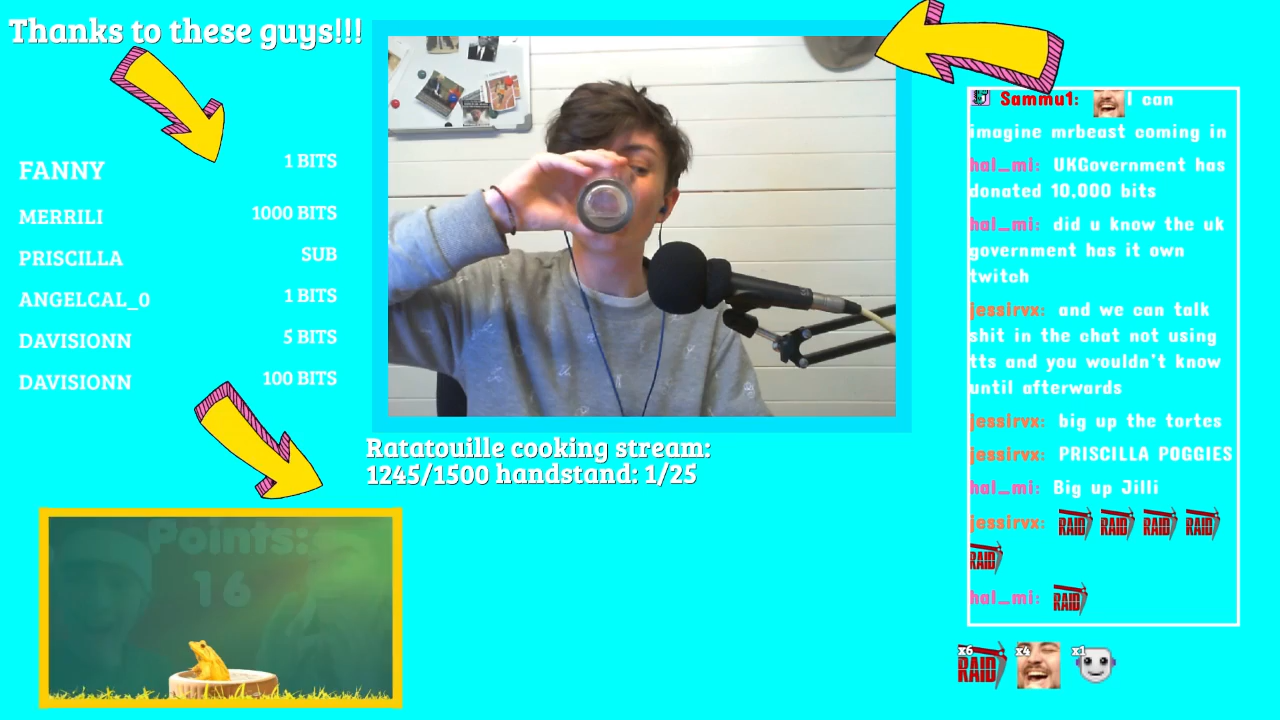 Thanks to these guys!!!
FANNY 1 BITS
MERRILI 1000 BITS
PRISCILLA SUB
ANGELCAL_0 1 BITS
DAVISIONN 5 BITS
DAVISIONN 100 BITS
Ratatouille cooking stream:
1245/1500 handstand: 1/25
Points:
16
Sammu1: I can
imagine mrbeast coming in
hal_mi: UKGovernment has
donated 10,000 bits
hal_mi: did u know the uk
government has it own
twitch
jessirvx: and we can talk
shit in the chat not using
tts and you wouldn't know
until afterwards
jessirvx: big up the tortes
jessirvx: PRISCILLA POGGIES
hal_mi: Big up Jilli
jessirvx: RAID RAID RAID RAID
RAID
hal_mi: RAID
x6 RAID x4 x1